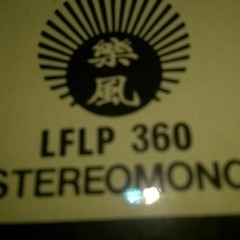 樂
風
LFLP 360
STEREOMONO